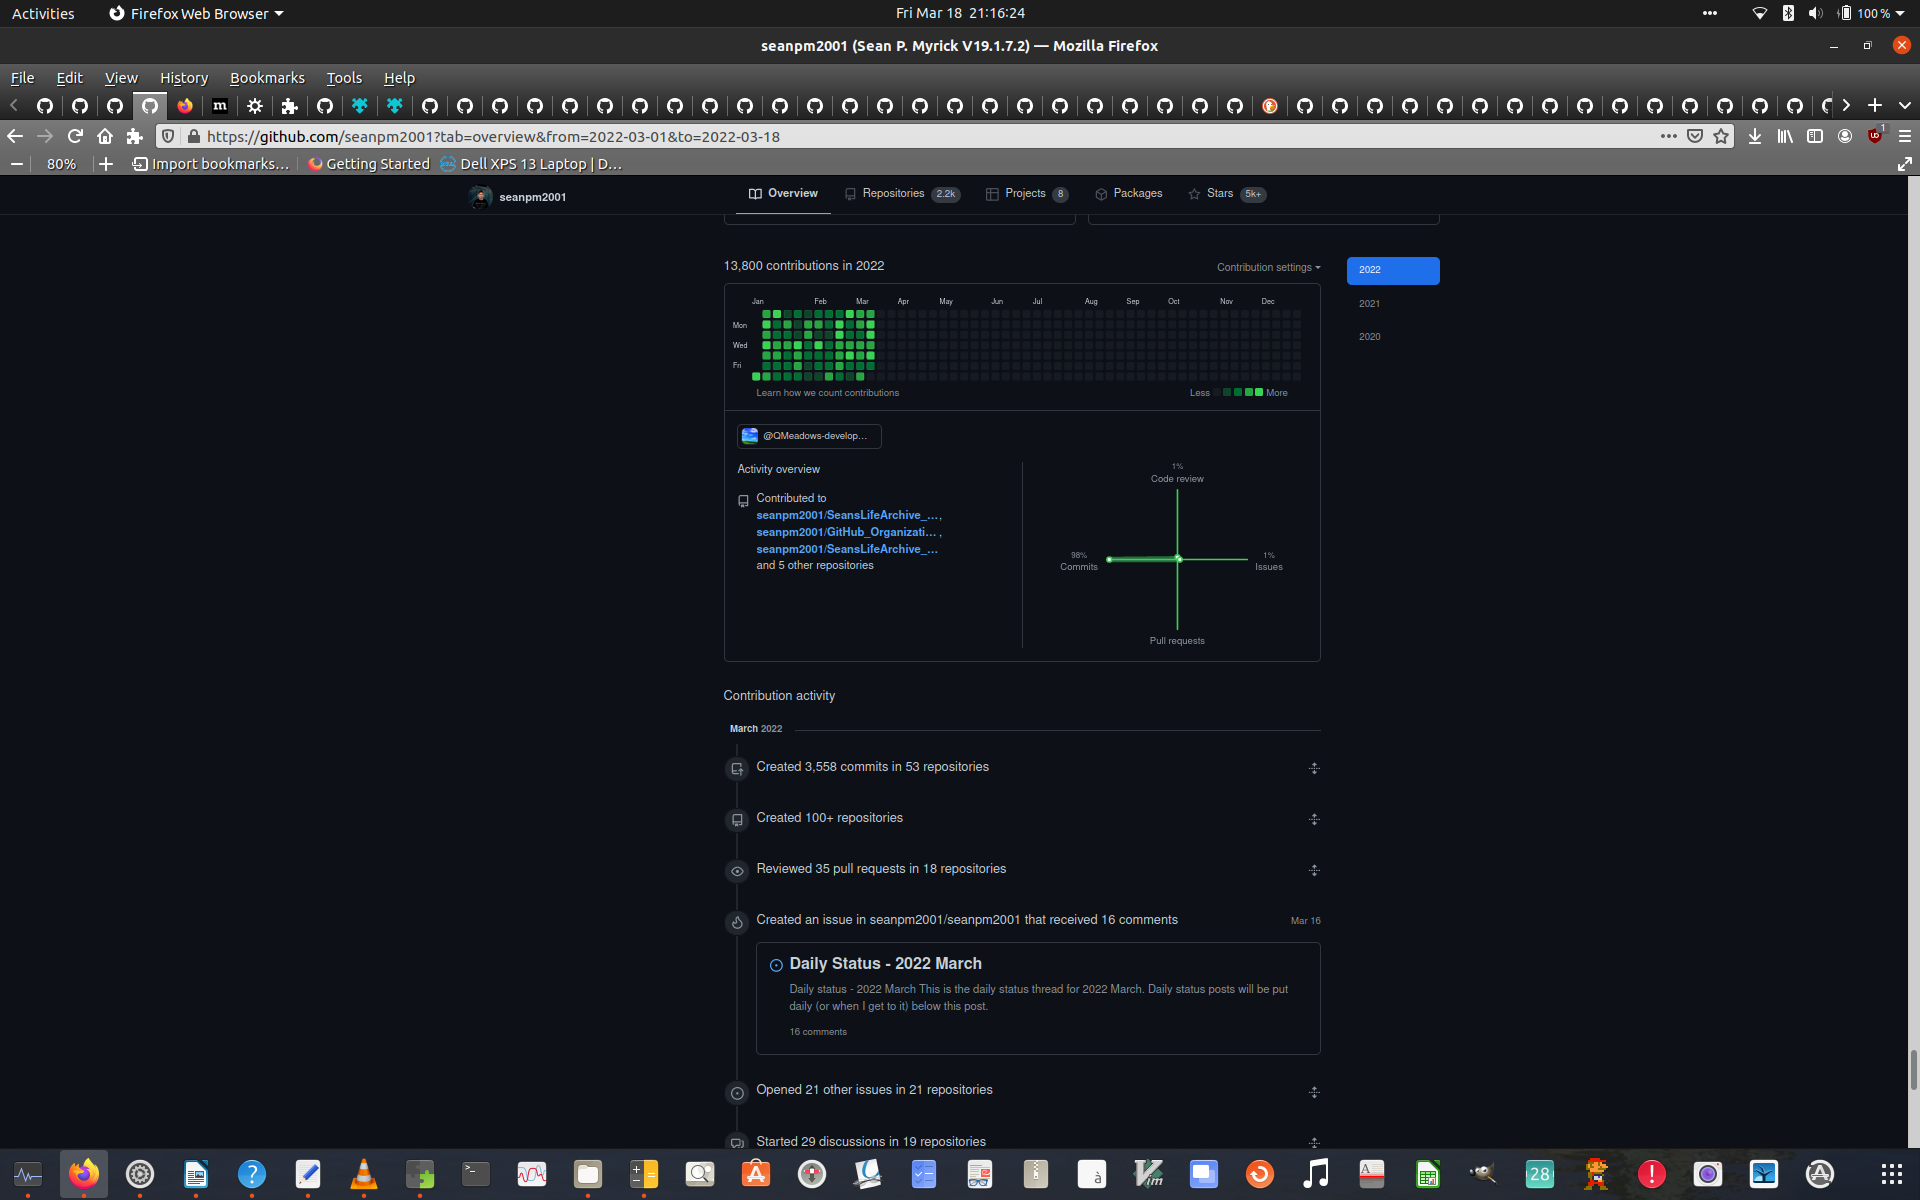 Activities
Firefox Web Browser
Fri Mar 18  21:16:24
100 %
seanpm2001 (Sean P. Myrick V19.1.7.2) — Mozilla Firefox
File Edit View History Bookmarks Tools Help
https://github.com/seanpm2001?tab=overview&from=2022-03-01&to=2022-03-18
1
80%
Import bookmarks...
Getting Started
Dell XPS 13 Laptop | D...
seanpm2001
Overview
Repositories 2.2k
Projects 8
Packages
Stars 5k+
13,800 contributions in 2022
Contribution settings
2022
2021
2020
Jan Feb Mar Apr May Jun Jul Aug Sep Oct Nov Dec
Mon
Wed
Fri
Learn how we count contributions
Less
More
@QMeadows-develop...
Activity overview
Contributed to
seanpm2001/SeansLifeArchive_... ,
seanpm2001/GitHub_Organizati... ,
seanpm2001/SeansLifeArchive_...
and 5 other repositories
1%
Code review
98%
Commits
1%
Issues
Pull requests
Contribution activity
March 2022
Created 3,558 commits in 53 repositories
Created 100+ repositories
Reviewed 35 pull requests in 18 repositories
Created an issue in seanpm2001/seanpm2001 that received 16 comments
Mar 16
Daily Status - 2022 March
Daily status - 2022 March This is the daily status thread for 2022 March. Daily status posts will be put
daily (or when I get to it) below this post.
16 comments
Opened 21 other issues in 21 repositories
Started 29 discussions in 19 repositories
28